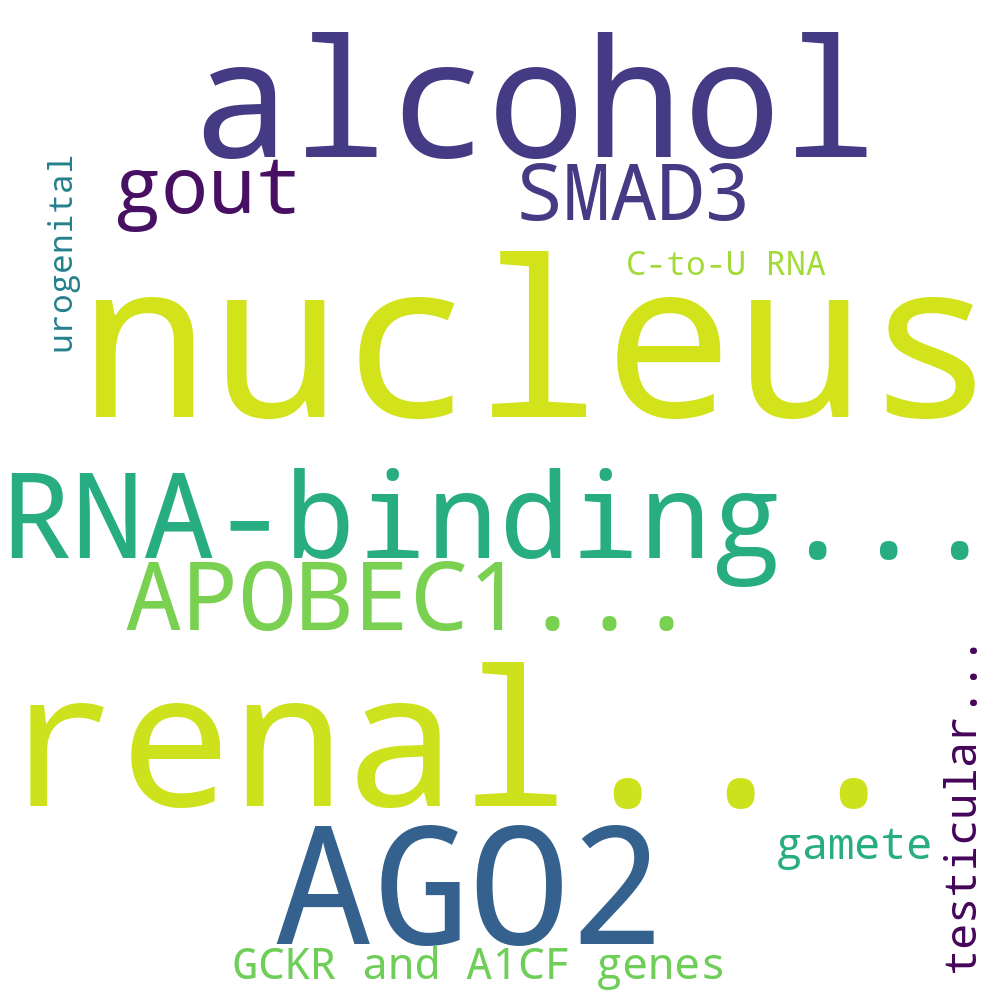 alcohol
gout
SMAD3
urogenital
C-to-U RNA
nucleus
RNA-binding...
APOBEC1...
renal...
testicular...
AGO2
gamete
GCKR and A1CF genes